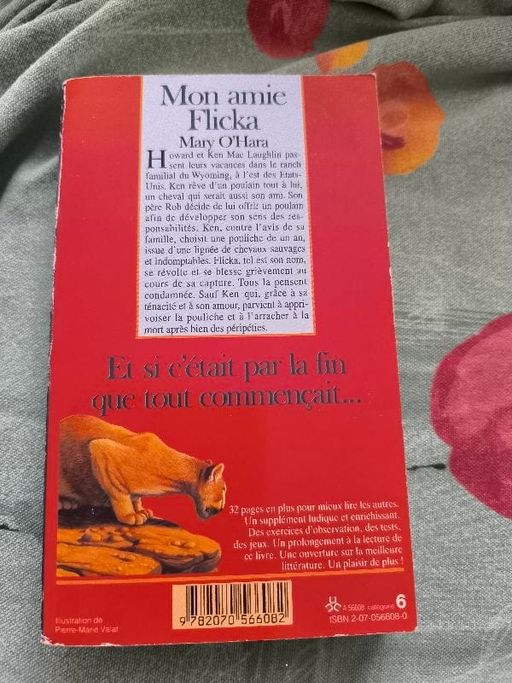 Mon amie
Flicka
Mary O'Hara
Howard et Ken Mac Laughlin pas-
sent leurs vacances dans le ranch
familial du Wyoming, à l'est des États-
Unis. Ken rêve d'un poulain tout à lui,
un cheval qui serait aussi son ami. Son
père Rob décide de lui offrir un poulain
afin de développer son sens des res-
ponsabilités. Ken, contre l'avis de sa
famille, choisit une pouliche de un an,
issue d'une lignée de chevaux sauvages
et indomptables. Flicka, tel est son nom,
se révolte et se blesse grièvement au
cours de sa capture. Tous la pensent
condamnée. Sauf Ken qui, grâce à sa
ténacité et à son amour, parvient à appri-
voiser la pouliche et à l'arracher à la
mort après bien des péripéties.
Et si c'était par la fin
que tout commençait...
32 pages en plus pour mieux lire les autres.
Un supplément ludique et enrichissant.
Des exercices d'observation, des tests,
des jeux. Un prolongement à la lecture de
ce livre. Une ouverture sur la meilleure
littérature. Un plaisir de plus !
Illustration de
Pierre-Marie Valat
9 782070 566082
A 56608 catégorie 6
ISBN 2-07-056608-0